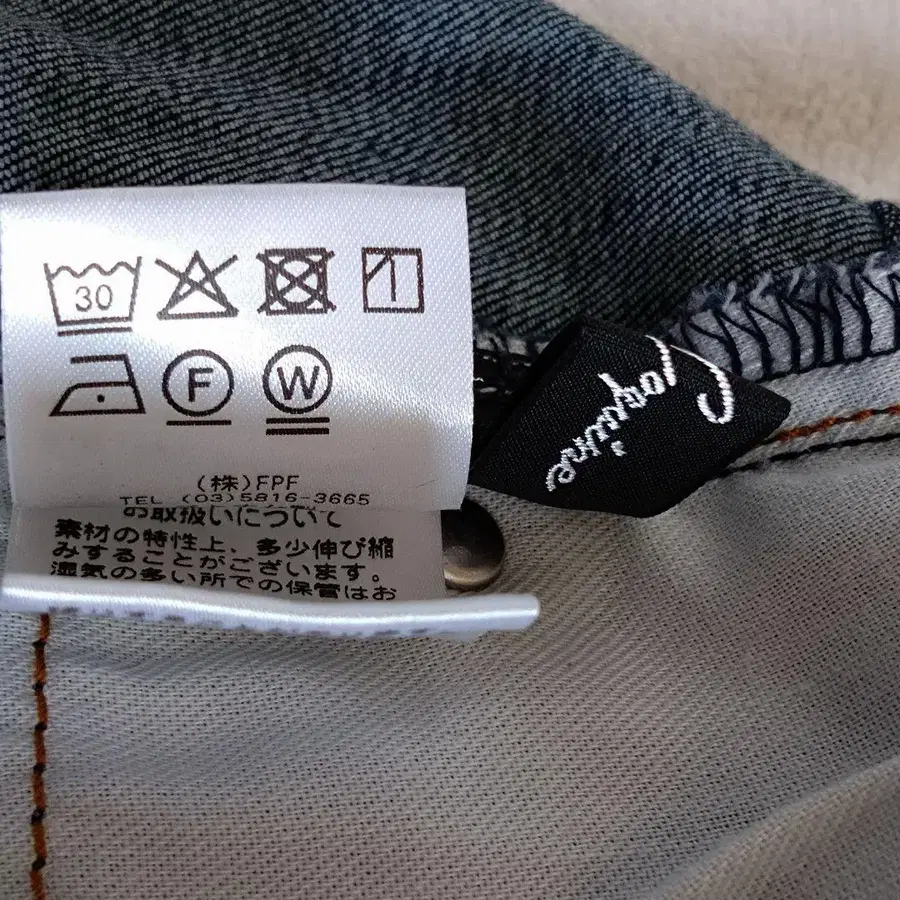 30
F
W
(株)FPF
TEL (03)5816-3665
の取扱いについて
素材の特性上、多少伸び縮
みすることがございます。
湿気の多い所での保管はお
Coquine